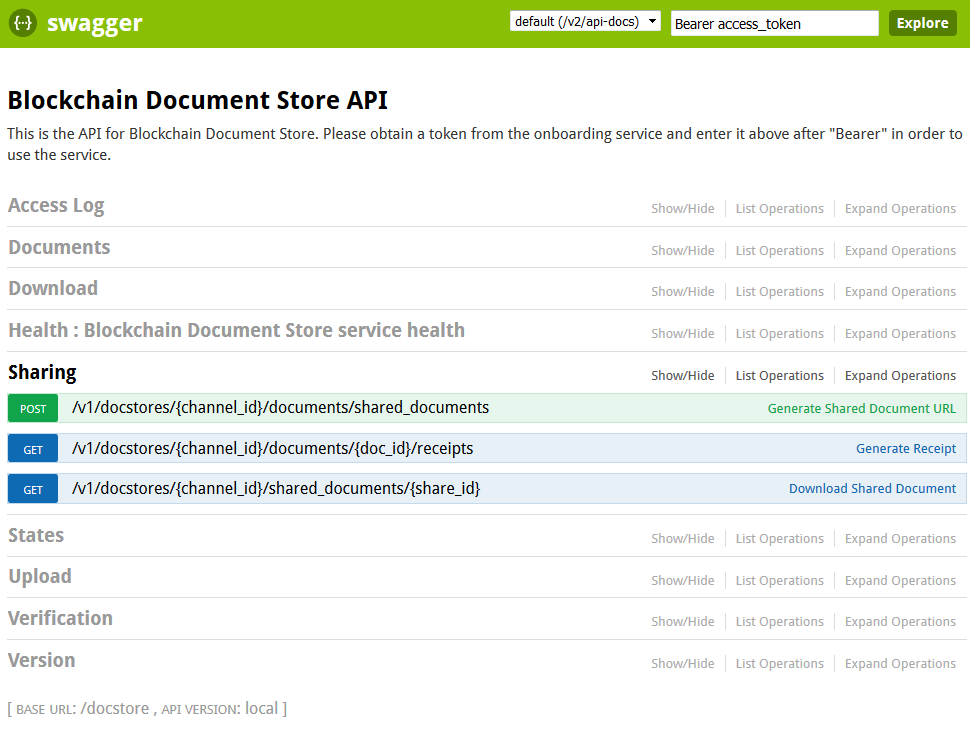 {···} swagger default (/v2/api-docs) Bearer access_token Explore
Blockchain Document Store API
This is the API for Blockchain Document Store. Please obtain a token from the onboarding service and enter it above after "Bearer" in order to
use the service.
Access Log Show/Hide List Operations Expand Operations
Documents Show/Hide List Operations Expand Operations
Download Show/Hide List Operations Expand Operations
Health : Blockchain Document Store service health Show/Hide List Operations Expand Operations
Sharing Show/Hide List Operations Expand Operations
POST /v1/docstores/{channel_id}/documents/shared_documents Generate Shared Document URL
GET /v1/docstores/{channel_id}/documents/{doc_id}/receipts Generate Receipt
GET /v1/docstores/{channel_id}/shared_documents/{share_id} Download Shared Document
States Show/Hide List Operations Expand Operations
Upload Show/Hide List Operations Expand Operations
Verification Show/Hide List Operations Expand Operations
Version Show/Hide List Operations Expand Operations
[ BASE URL: /docstore , API VERSION: local ]